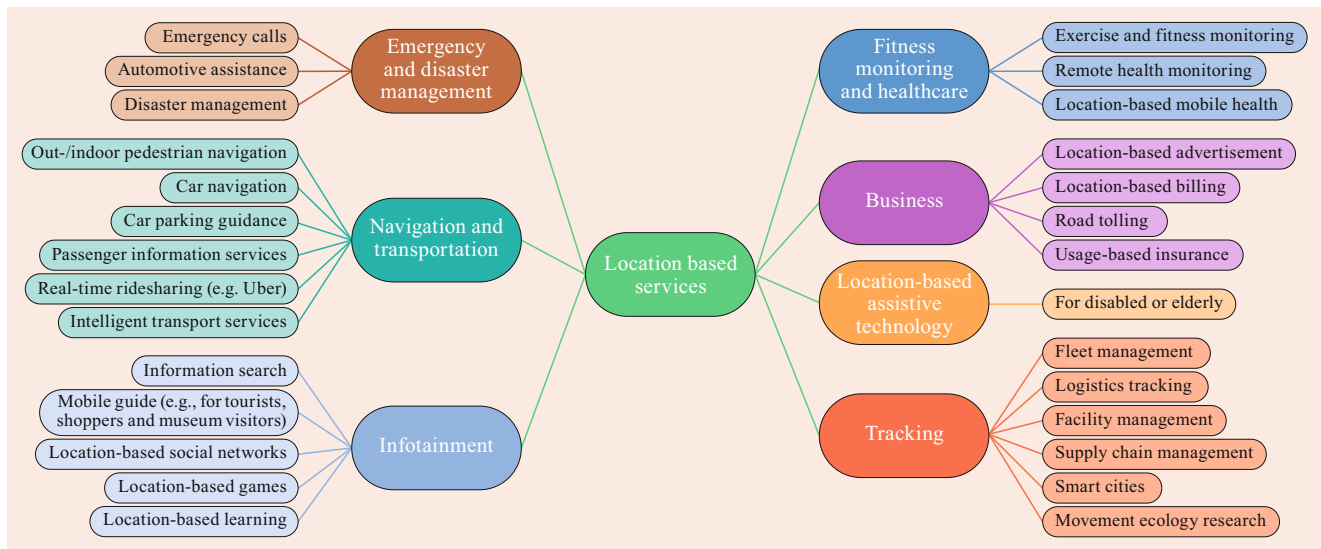 Emergency calls
Automotive assistance
Disaster management
Emergency
and disaster
management
Out-/indoor pedestrian navigation
Car navigation
Car parking guidance
Passenger information services
Real-time ridesharing (e.g. Uber)
Intelligent transport services
Navigation and
transportation
Information search
Mobile guide (e.g., for tourists,
shoppers and museum visitors)
Location-based social networks
Location-based games
Location-based learning
Infotainment
Location based
services
Fitness
monitoring
and healthcare
Exercise and fitness monitoring
Remote health monitoring
Location-based mobile health
Business
Location-based advertisement
Location-based billing
Road tolling
Usage-based insurance
Location-based
assistive
technology
For disabled or elderly
Tracking
Fleet management
Logistics tracking
Facility management
Supply chain management
Smart cities
Movement ecology research